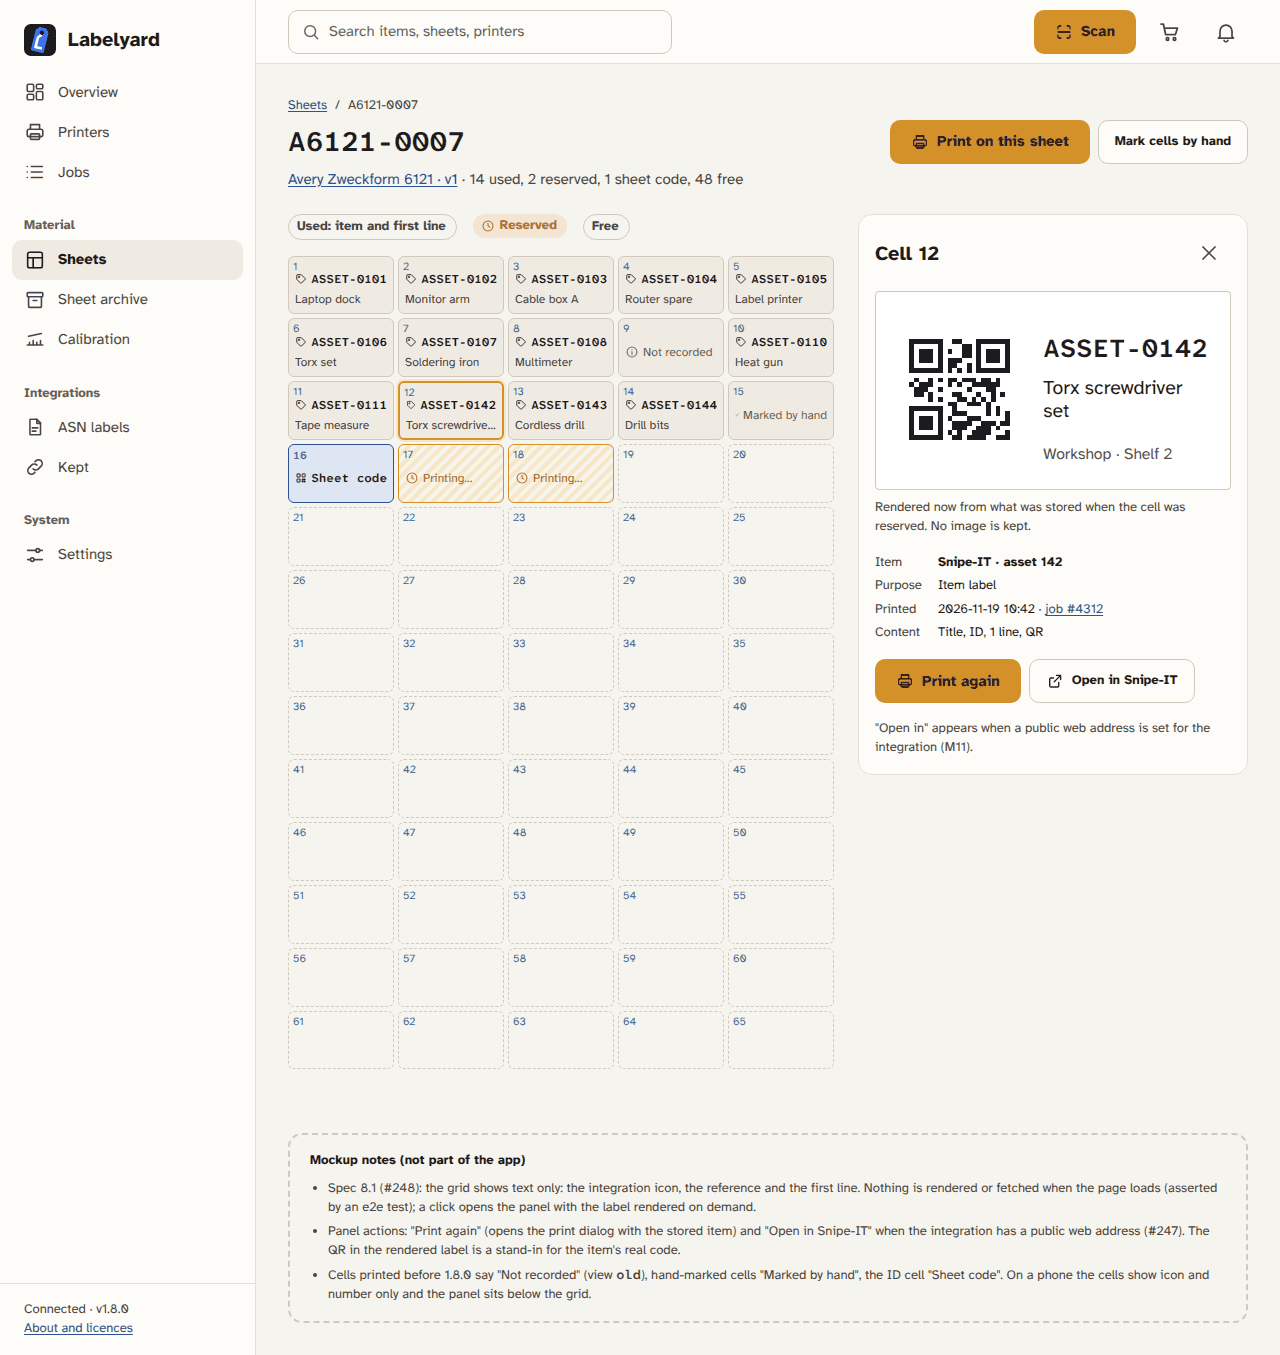 Labelyard
Search items, sheets, printers
Scan
Overview
Printers
Jobs
Material
Sheets
Sheet archive
Calibration
Integrations
ASN labels
Kept
System
Settings
Connected · v1.8.0
About and licences
Sheets / A6121-0007
A6121-0007
Print on this sheet
Mark cells by hand
Avery Zweckform 6121 · v1 · 14 used, 2 reserved, 1 sheet code, 48 free
Used: item and first line
Reserved
Free
1
ASSET-0101
Laptop dock
2
ASSET-0102
Monitor arm
3
ASSET-0103
Cable box A
4
ASSET-0104
Router spare
5
ASSET-0105
Label printer
6
ASSET-0106
Torx set
7
ASSET-0107
Soldering iron
8
ASSET-0108
Multimeter
9
Not recorded
10
ASSET-0110
Heat gun
11
ASSET-0111
Tape measure
12
ASSET-0142
Torx screwdrive...
13
ASSET-0143
Cordless drill
14
ASSET-0144
Drill bits
15
Marked by hand
16
Sheet code
17
Printing...
18
Printing...
19
20
21
22
23
24
25
26
27
28
29
30
31
32
33
34
35
36
37
38
39
40
41
42
43
44
45
46
47
48
49
50
51
52
53
54
55
56
57
58
59
60
61
62
63
64
65
Cell 12
ASSET-0142
Torx screwdriver
set
Workshop · Shelf 2
Rendered now from what was stored when the cell was
reserved. No image is kept.
Item Snipe-IT · asset 142
Purpose Item label
Printed 2026-11-19 10:42 · job #4312
Content Title, ID, 1 line, QR
Print again
Open in Snipe-IT
"Open in" appears when a public web address is set for the
integration (M11).
Mockup notes (not part of the app)
• Spec 8.1 (#248): the grid shows text only: the integration icon, the reference and the first line. Nothing is rendered or fetched when the page loads (asserted
by an e2e test); a click opens the panel with the label rendered on demand.
• Panel actions: "Print again" (opens the print dialog with the stored item) and "Open in Snipe-IT" when the integration has a public web address (#247). The
QR in the rendered label is a stand-in for the item's real code.
• Cells printed before 1.8.0 say "Not recorded" (view old), hand-marked cells "Marked by hand", the ID cell "Sheet code". On a phone the cells show icon and
number only and the panel sits below the grid.